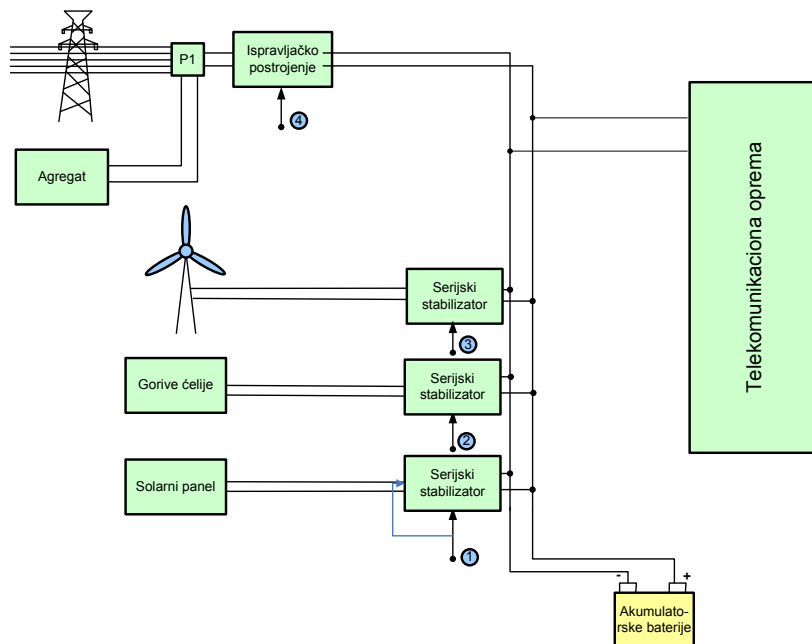 P1
Ispravljačko
postrojenje
4
Agregat
Telekomunikaciona oprema
Serijski
stabilizator
3
Gorive ćelije
Serijski
stabilizator
2
Solarni panel
Serijski
stabilizator
1
- +
Akumulato-
rske baterije